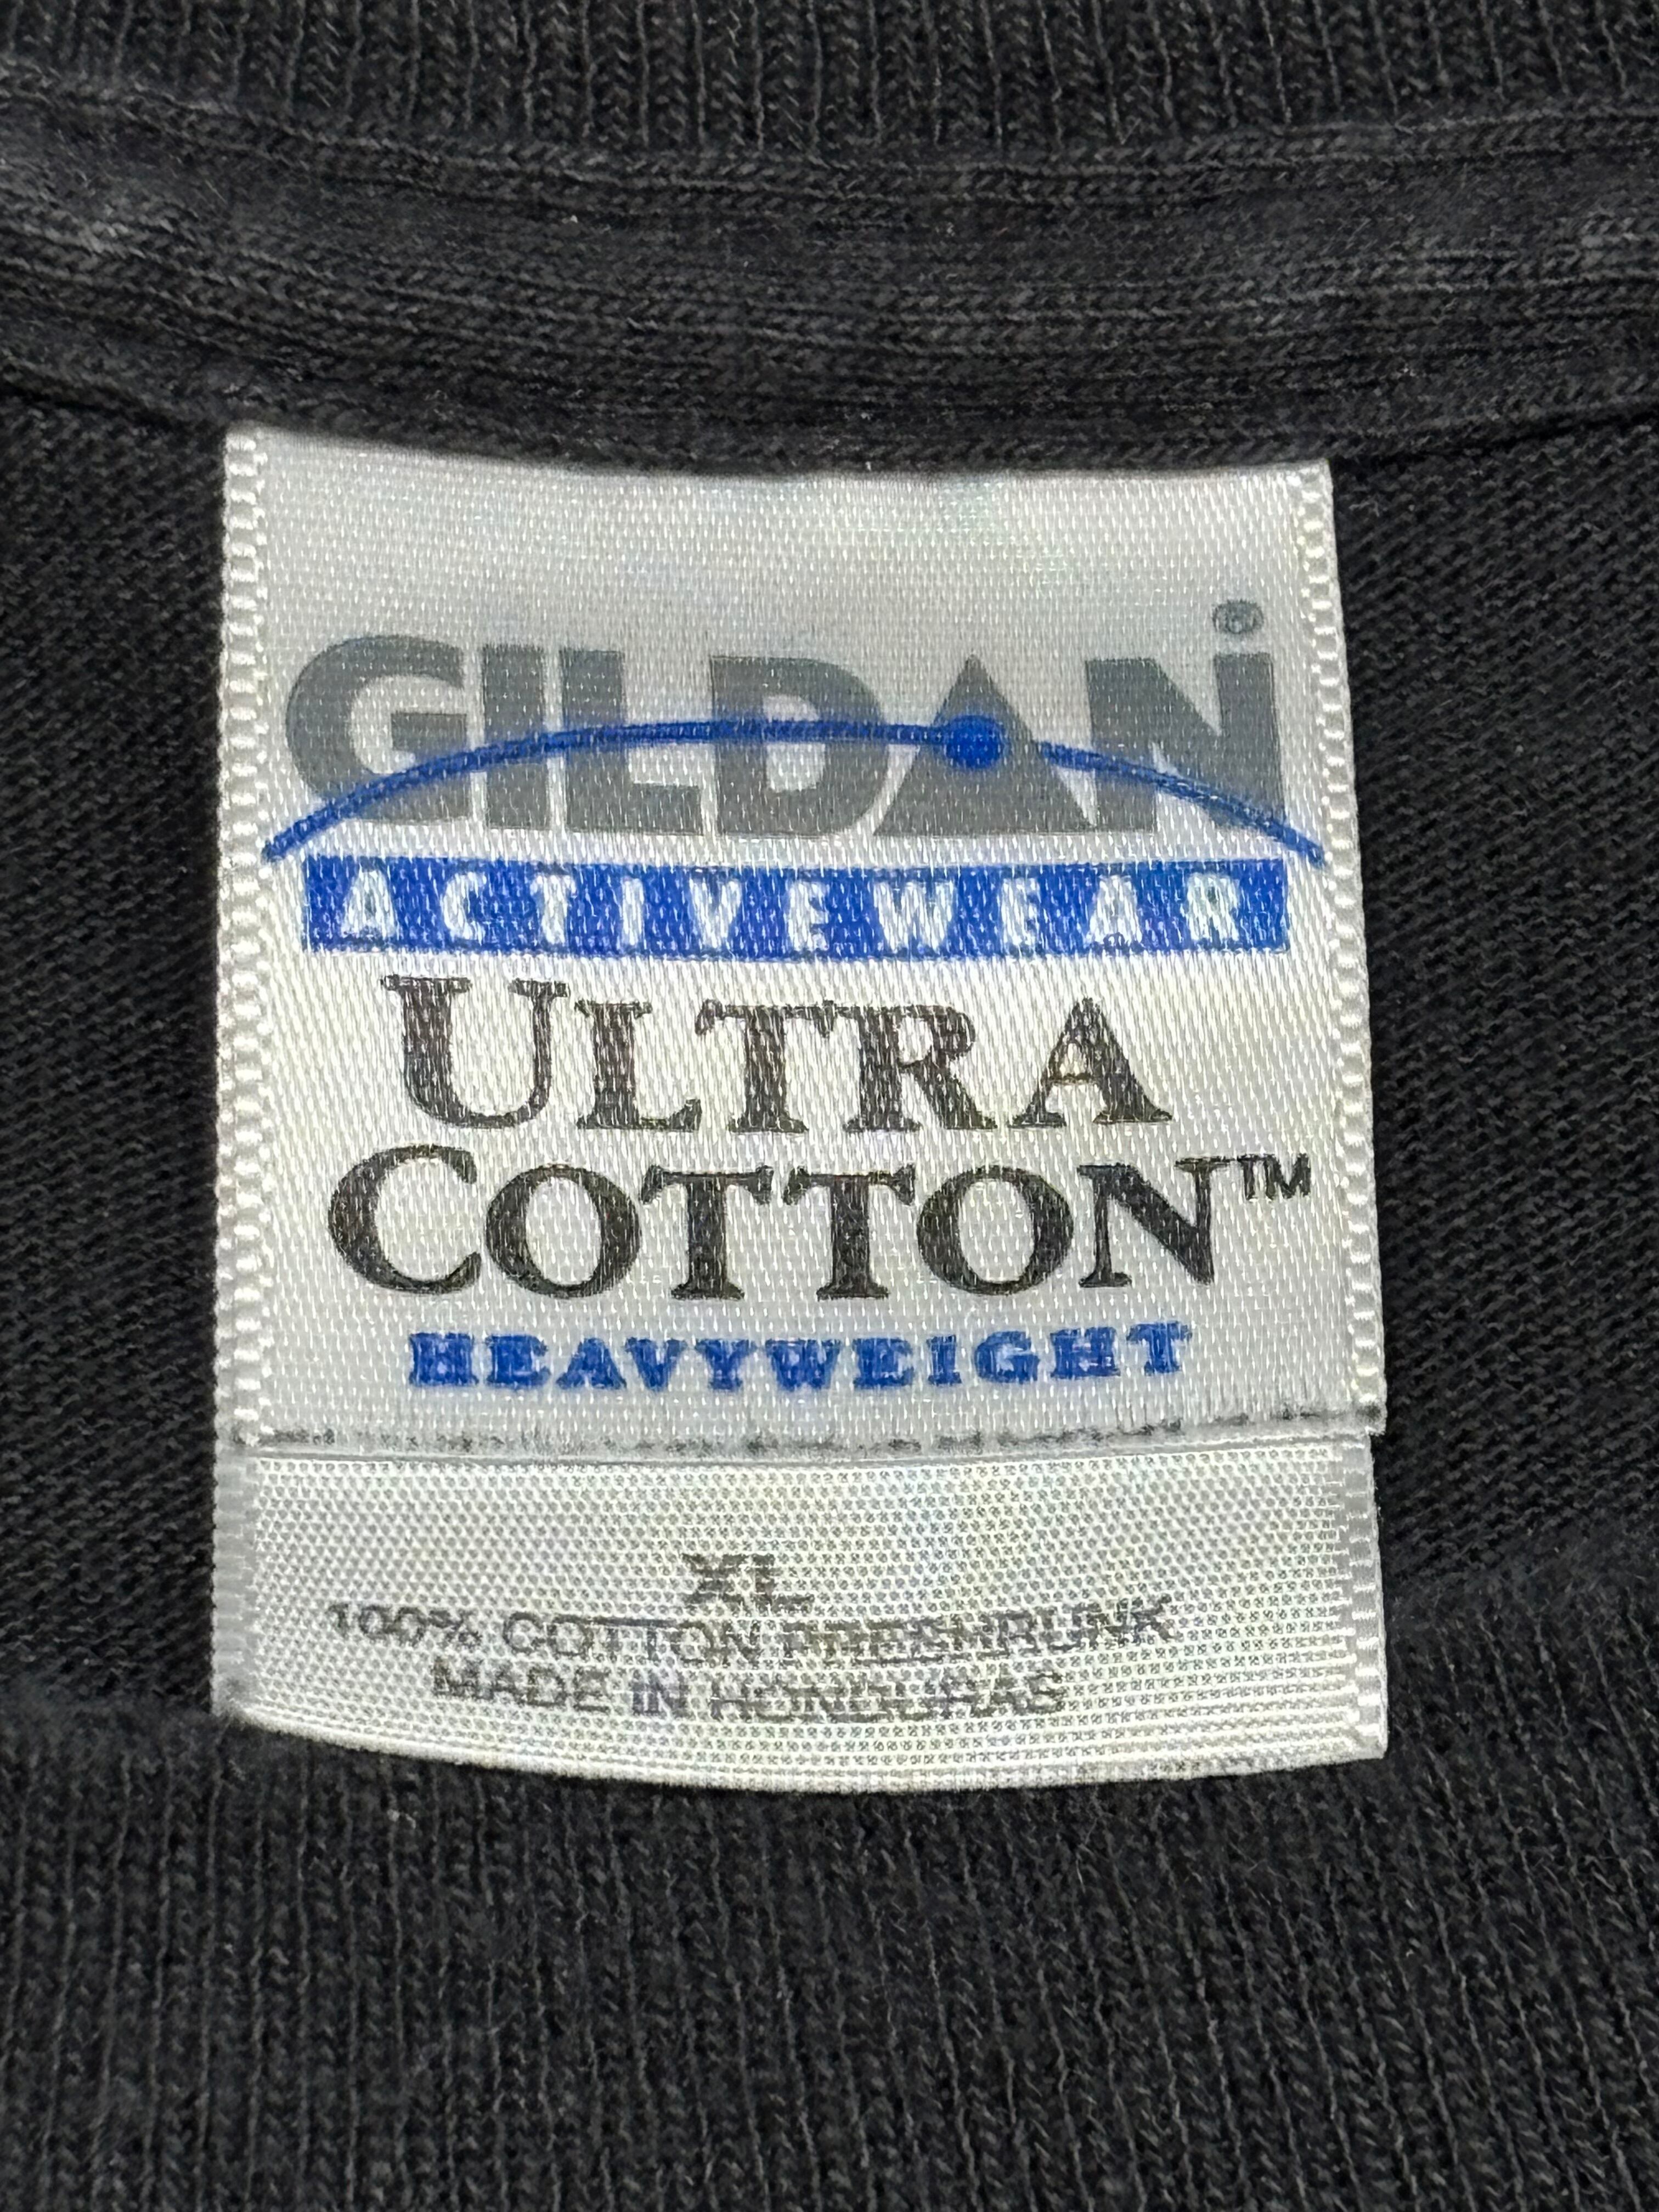 GILDAN®
ACTIVEWEAR
ULTRA
COTTON™
HEAVYWEIGHT
XL
100% COTTON PRESHRUNK
MADE IN HONDURAS